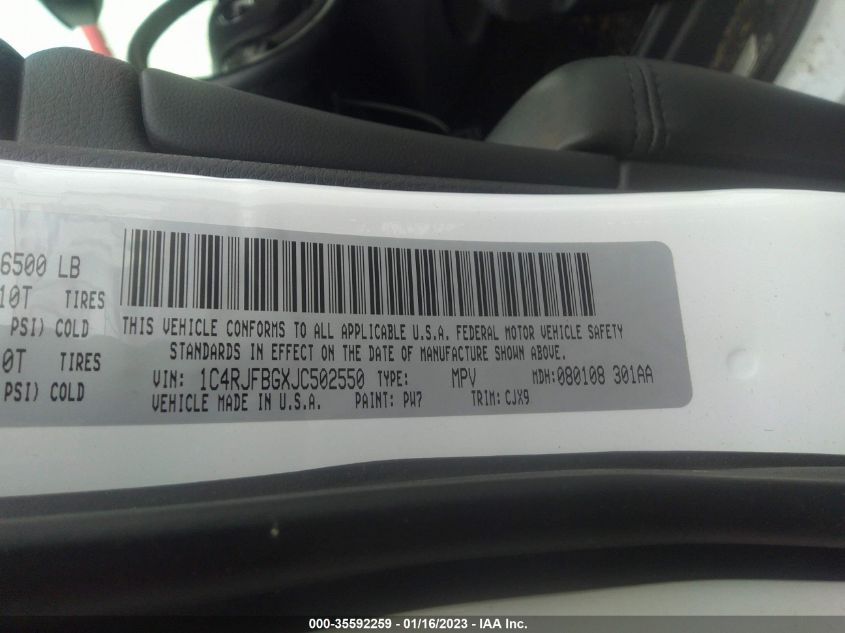 6500 LB
10T TIRES
PSI) COLD
0T TIRES
PSI) COLD
THIS VEHICLE CONFORMS TO ALL APPLICABLE U.S.A. FEDERAL MOTOR VEHICLE SAFETY
STANDARDS IN EFFECT ON THE DATE OF MANUFACTURE SHOWN ABOVE.
VIN: 1C4RJFBGXJC502550 TYPE: MPV MDH:080108 301AA
VEHICLE MADE IN U.S.A. PAINT: PW7 TRIM: CJX9
000-35592259 - 01/16/2023 - © IAA Inc.